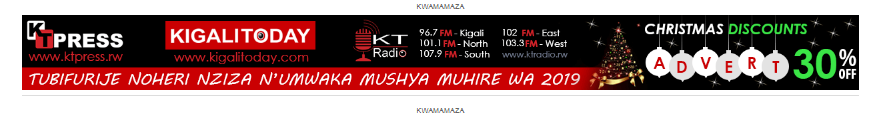 KWAMAMAZA
KT PRESS
www.ktpress.rw
KIGALITODAY
www.kigalitoday.com
KT
Radio
96.7 FM - Kigali
101.1 FM - North
107.9 FM - South
102 FM - East
103.3 FM - West
www.ktradio.rw
CHRISTMAS DISCOUNTS
ADVERT 30% OFF
TUBIFURIJE NOHERI NZIZA N'UMWAKA MUSHYA MUHIRE WA 2019
KWAMAMAZA